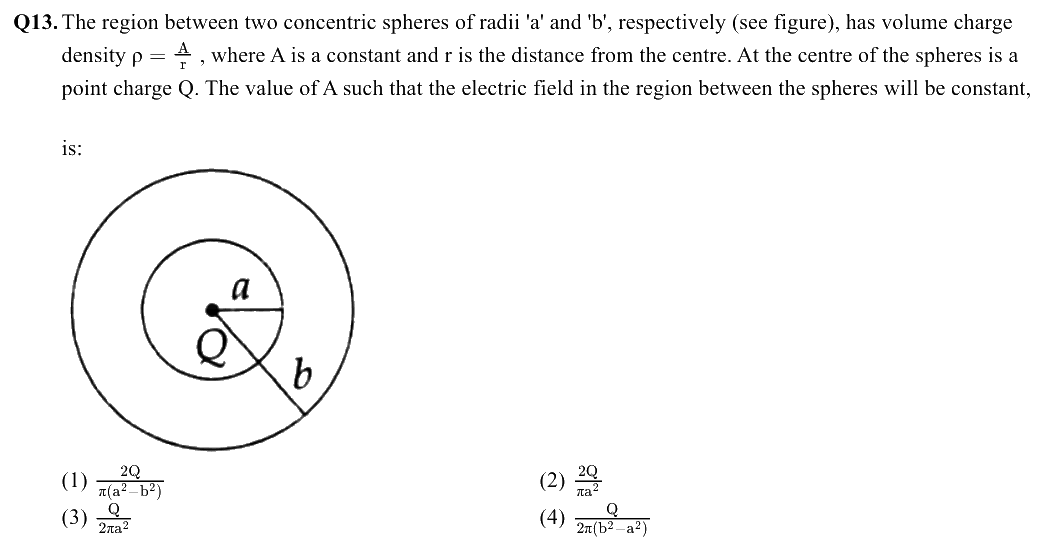 Q13. The region between two concentric spheres of radii 'a' and 'b', respectively (see figure), has volume charge
density ρ = A/r , where A is a constant and r is the distance from the centre. At the centre of the spheres is a
point charge Q. The value of A such that the electric field in the region between the spheres will be constant,
is:
a
Q
b
(1) 2Q/π(a²−b²) (2) 2Q/πa²
(3) Q/2πa² (4) Q/2π(b²−a²)